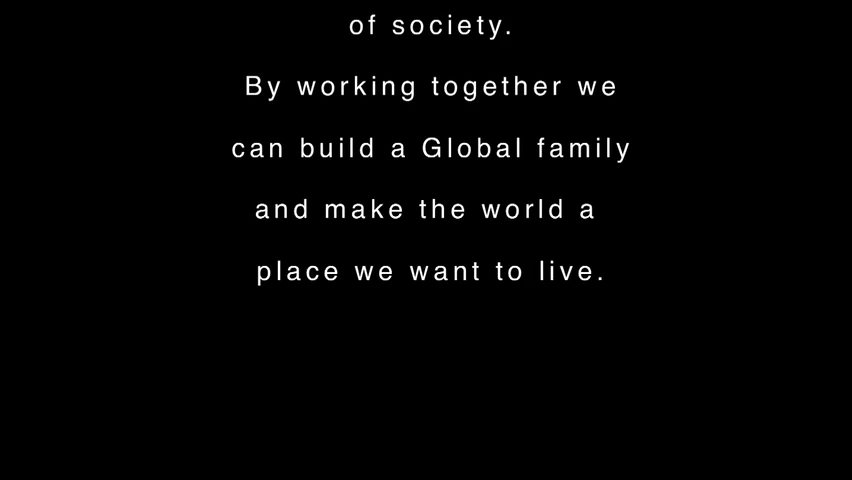 of society.
By working together we
can build a Global family
and make the world a
place we want to live.